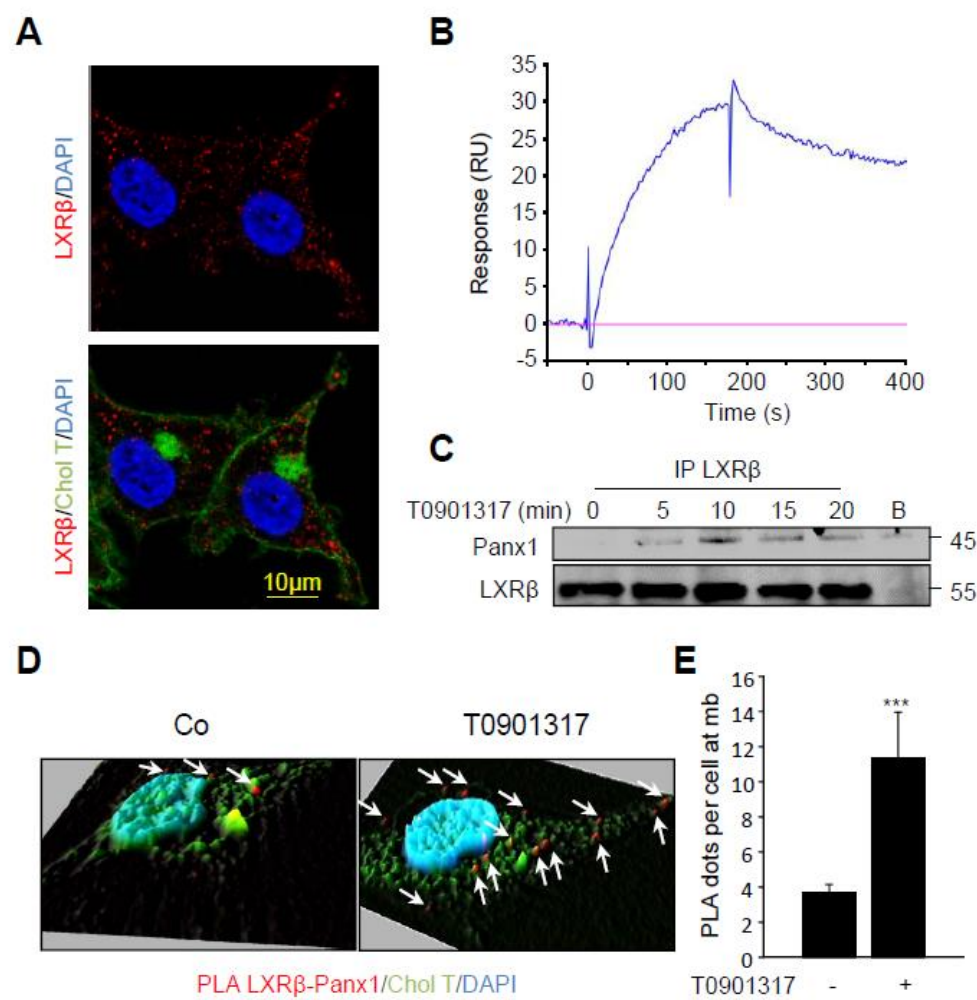 A
LXRβ/DAPI
LXRβ/Chol T/DAPI
10µm
B
Response (RU)
35
30
25
20
15
10
5
0
-5
0 100 200 300 400
Time (s)
C
IP LXRβ
T0901317 (min) 0 5 10 15 20 B
Panx1 45
LXRβ 55
D
Co T0901317
PLA LXRβ-Panx1/Chol T/DAPI
E
PLA dots per cell at mb
16
14
12
10
8
6
4
2
0
***
T0901317 - +